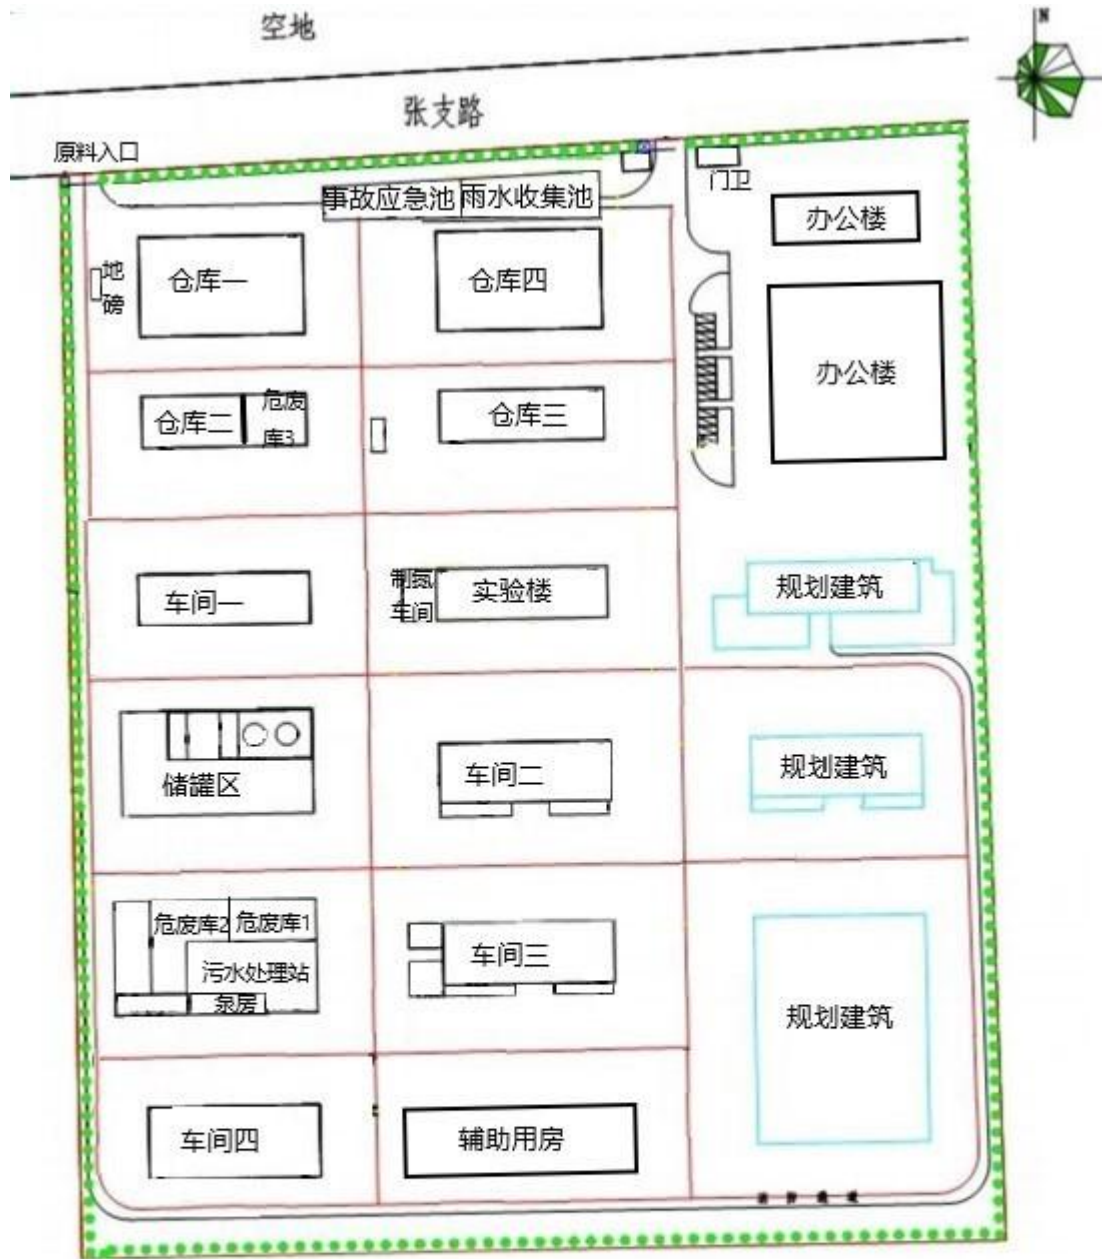 空地
N
张支路
原料入口
门卫
事故应急池
雨水收集池
办公楼
地
磅
仓库一
仓库四
办公楼
仓库二
危废
库3
仓库三
车间一
制氮
车间
实验楼
规划建筑
储罐区
车间二
规划建筑
危废库2
危废库1
污水处理站
泵房
车间三
规划建筑
车间四
辅助用房